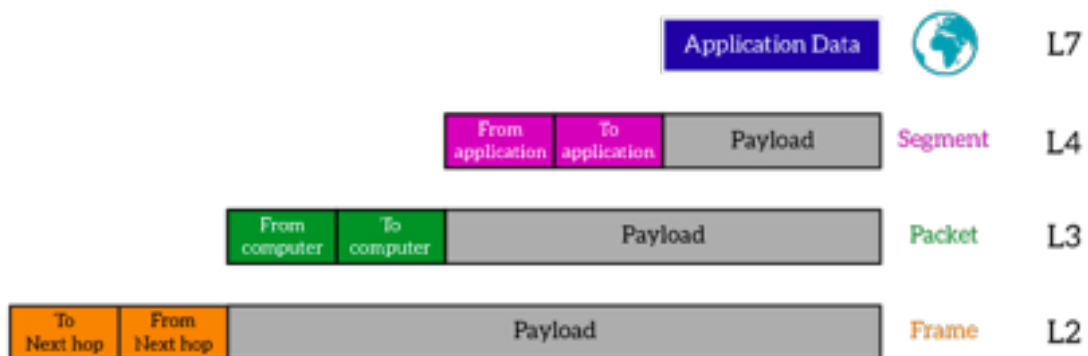 Application Data L7
From application To application Payload Segment L4
From computer To computer Payload Packet L3
To Next hop From Next hop Payload Frame L2